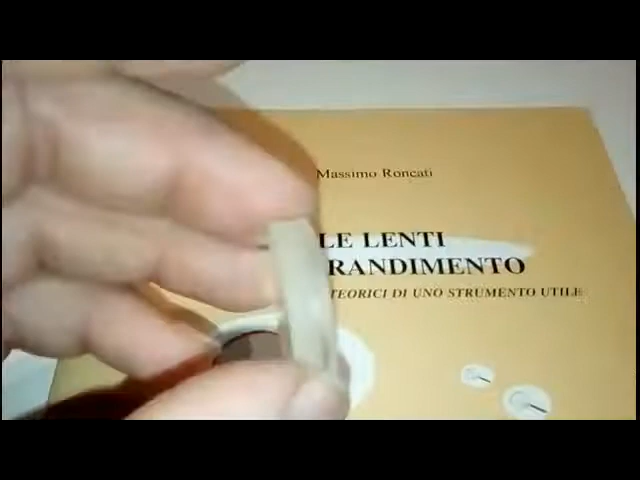 Massimo Roncati
LE LENTI
RANDIMENTO
TEORICI DI UNO STRUMENTO UTILE